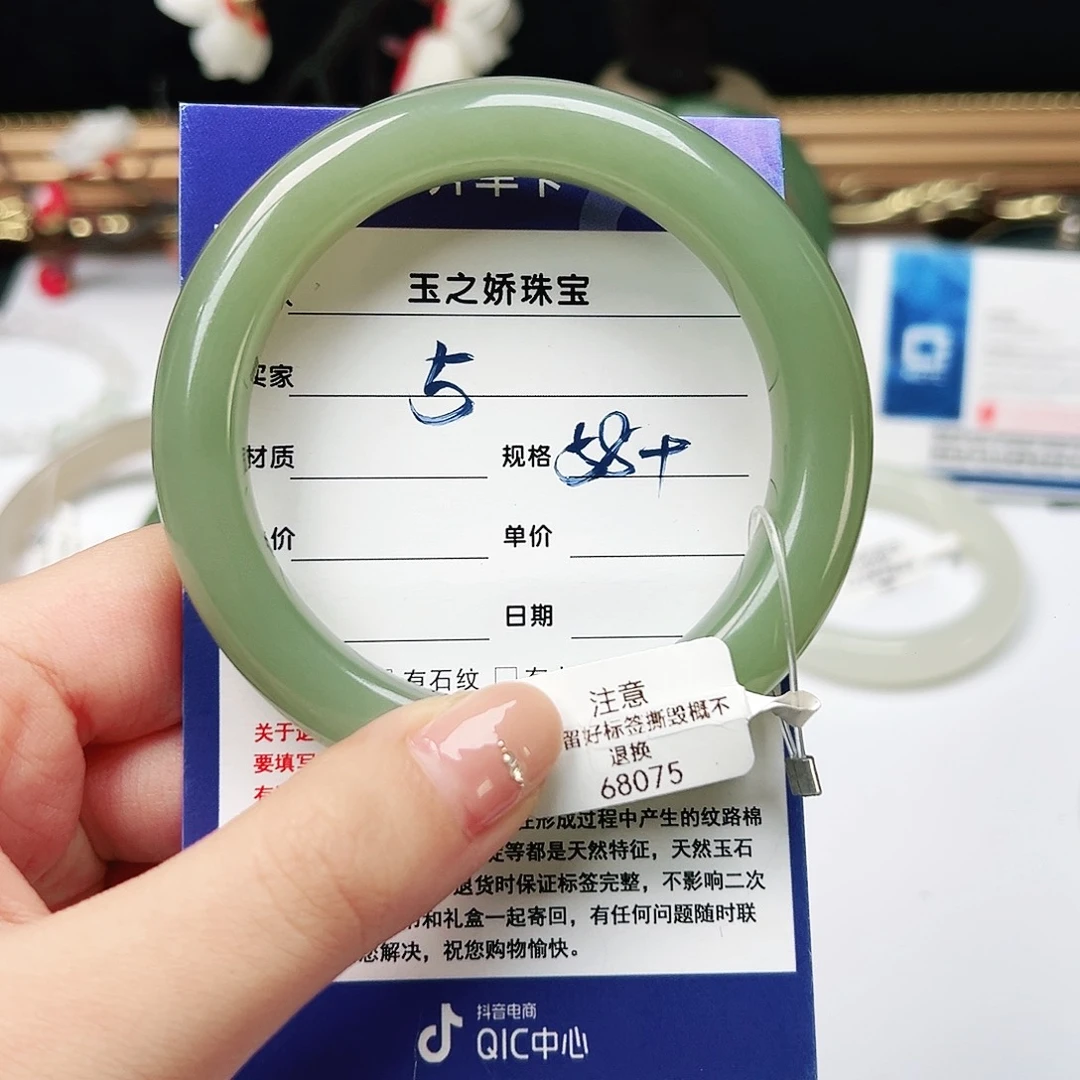 玉之娇珠宝
买家 5
材质 规格 58+
价 单价
日期
有石纹
关于
要填写
有
注意
留好标签撕毁概不
退换
68075
形成过程中产生的纹路棉
等都是天然特征，天然玉石
退货时保证标签完整，不影响二次
和礼盒一起寄回，有任何问题随时联
您解决，祝您购物愉快。
抖音电商
QIC中心